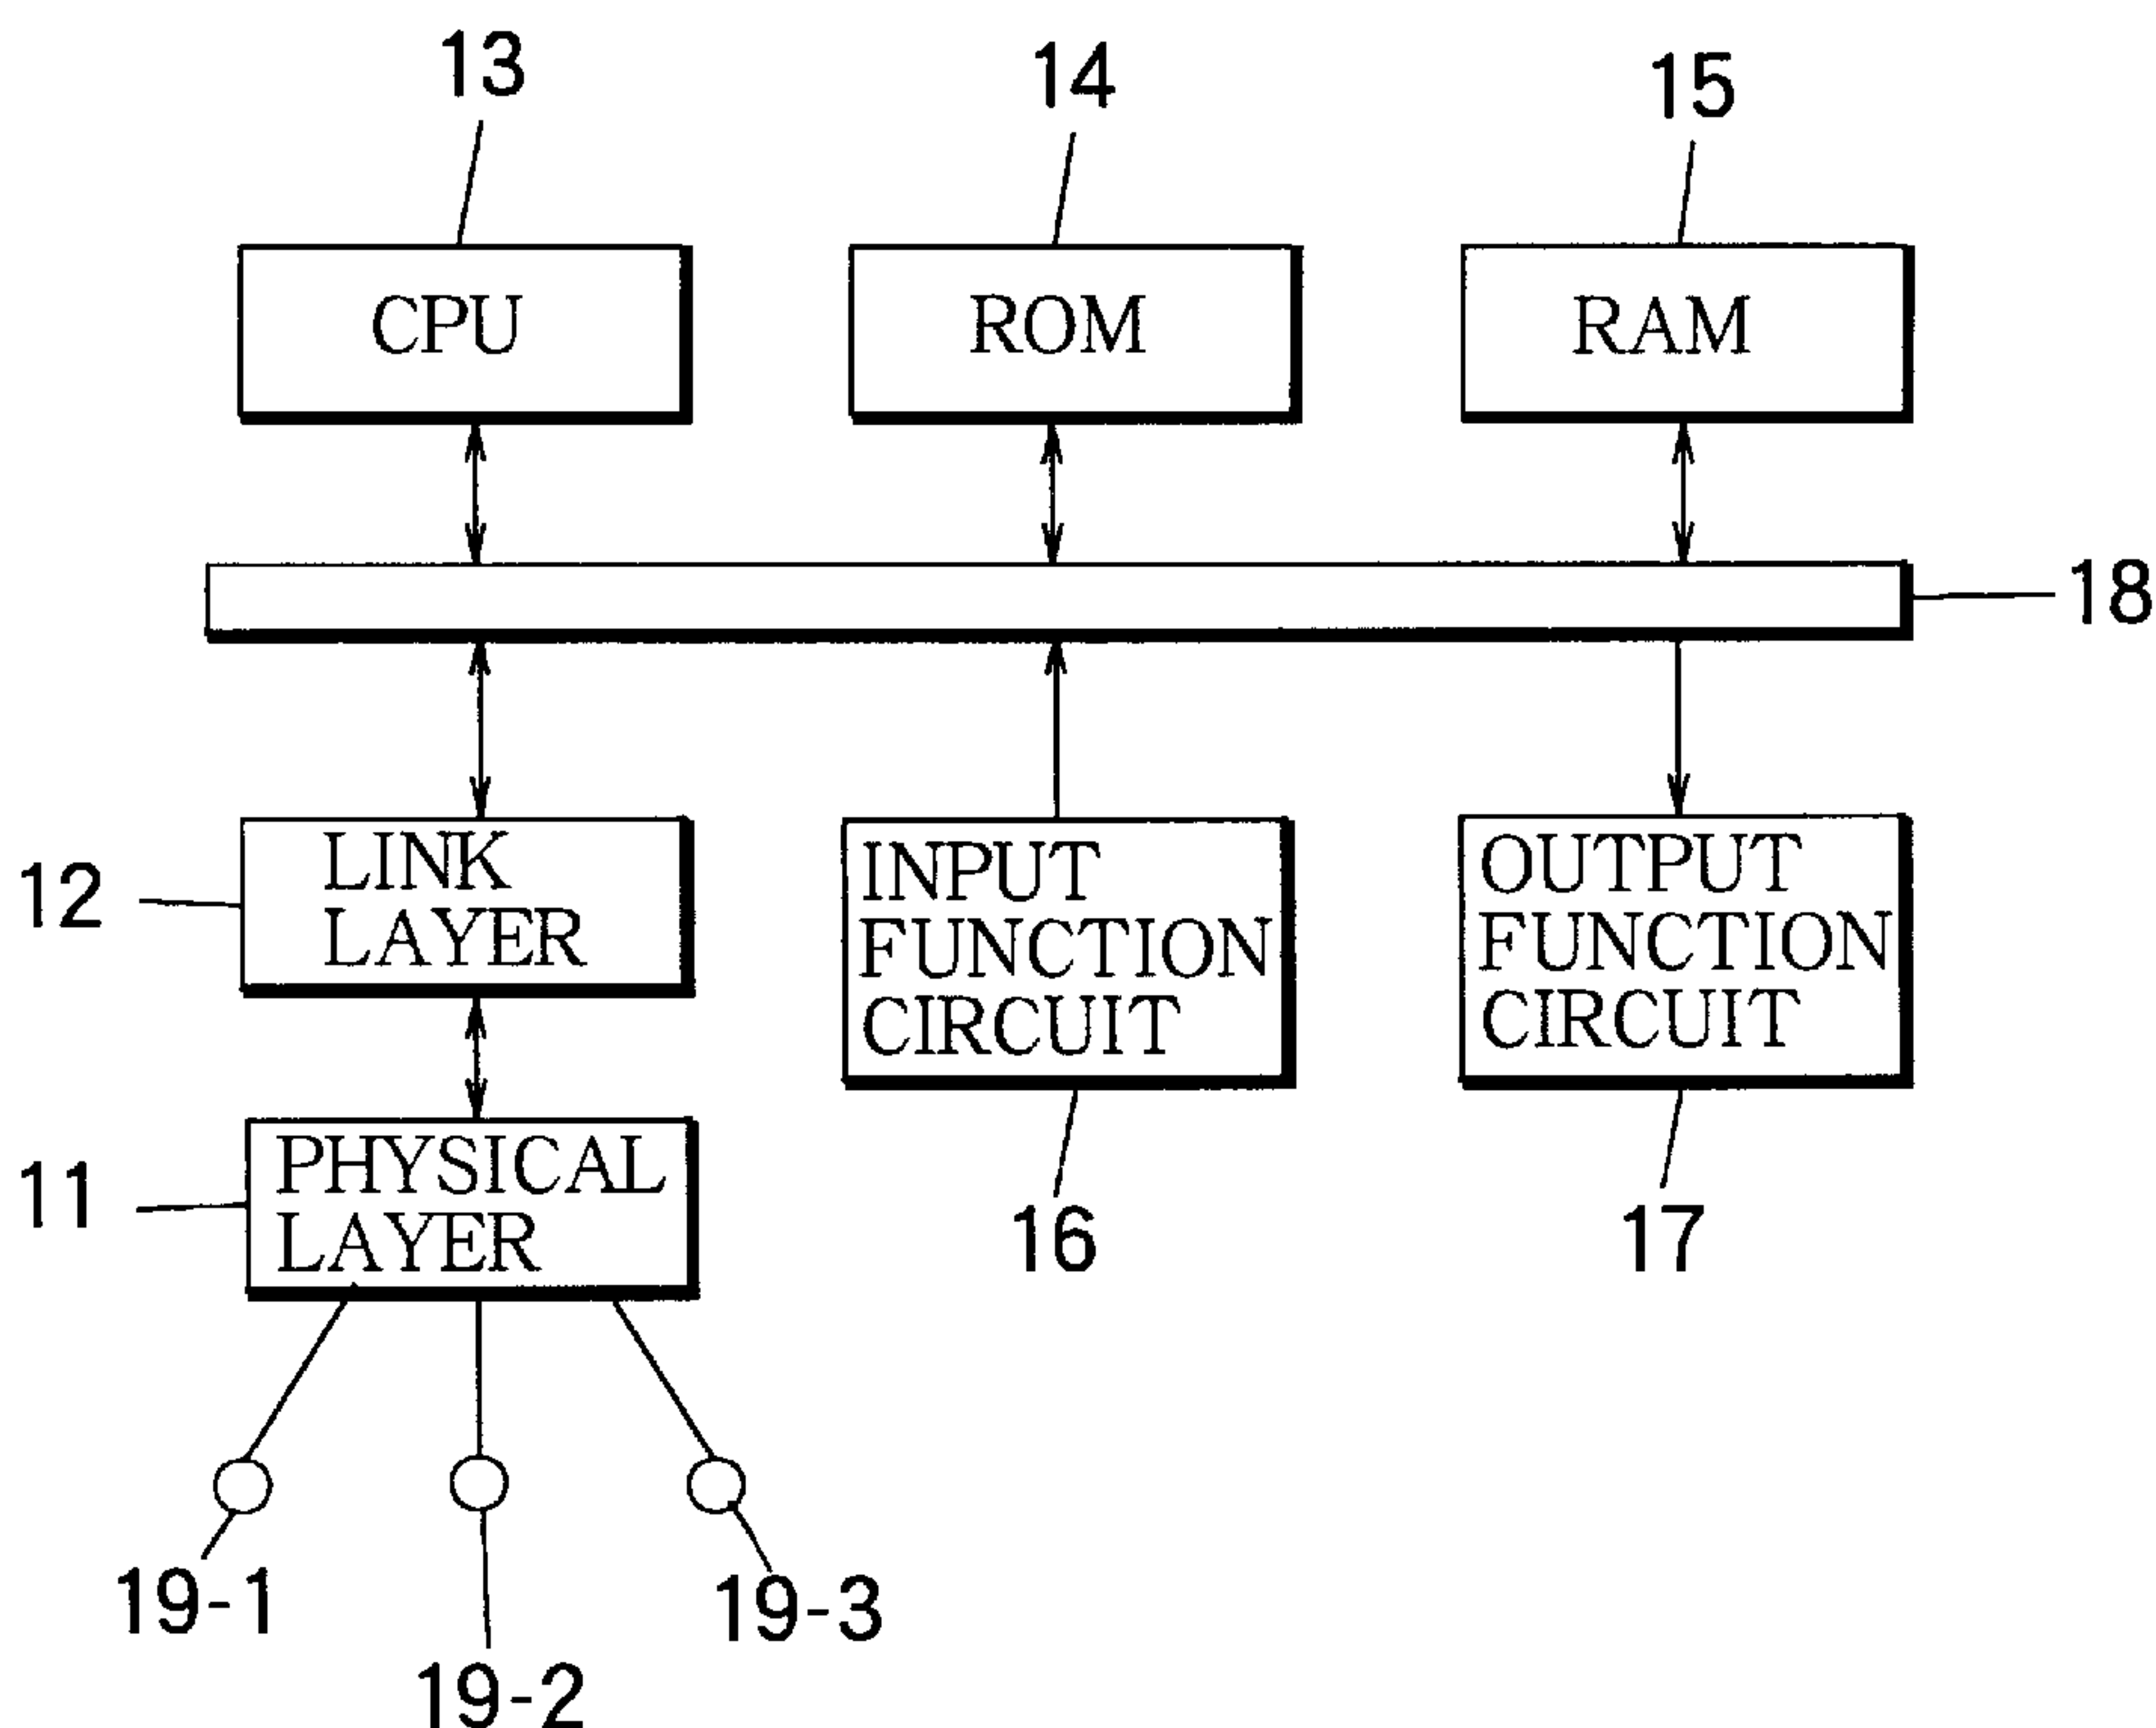 13
14
15
CPU
ROM
RAM
18
12
LINK
LAYER
INPUT
FUNCTION
CIRCUIT
OUTPUT
FUNCTION
CIRCUIT
11
PHYSICAL
LAYER
16
17
19-1
19-2
19-3